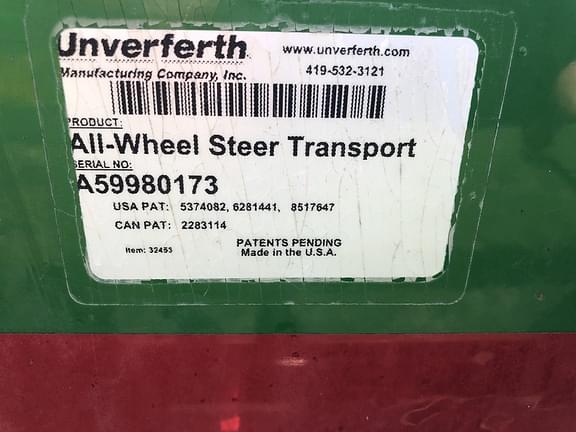 Unverferth
www.unverferth.com
Manufacturing Company, Inc.
419-532-3121
PRODUCT:
All-Wheel Steer Transport
SERIAL NO:
A59980173
USA PAT: 5374082, 6281441, 8517647
CAN PAT: 2283114
Item: 32453
PATENTS PENDING
Made in the U.S.A.